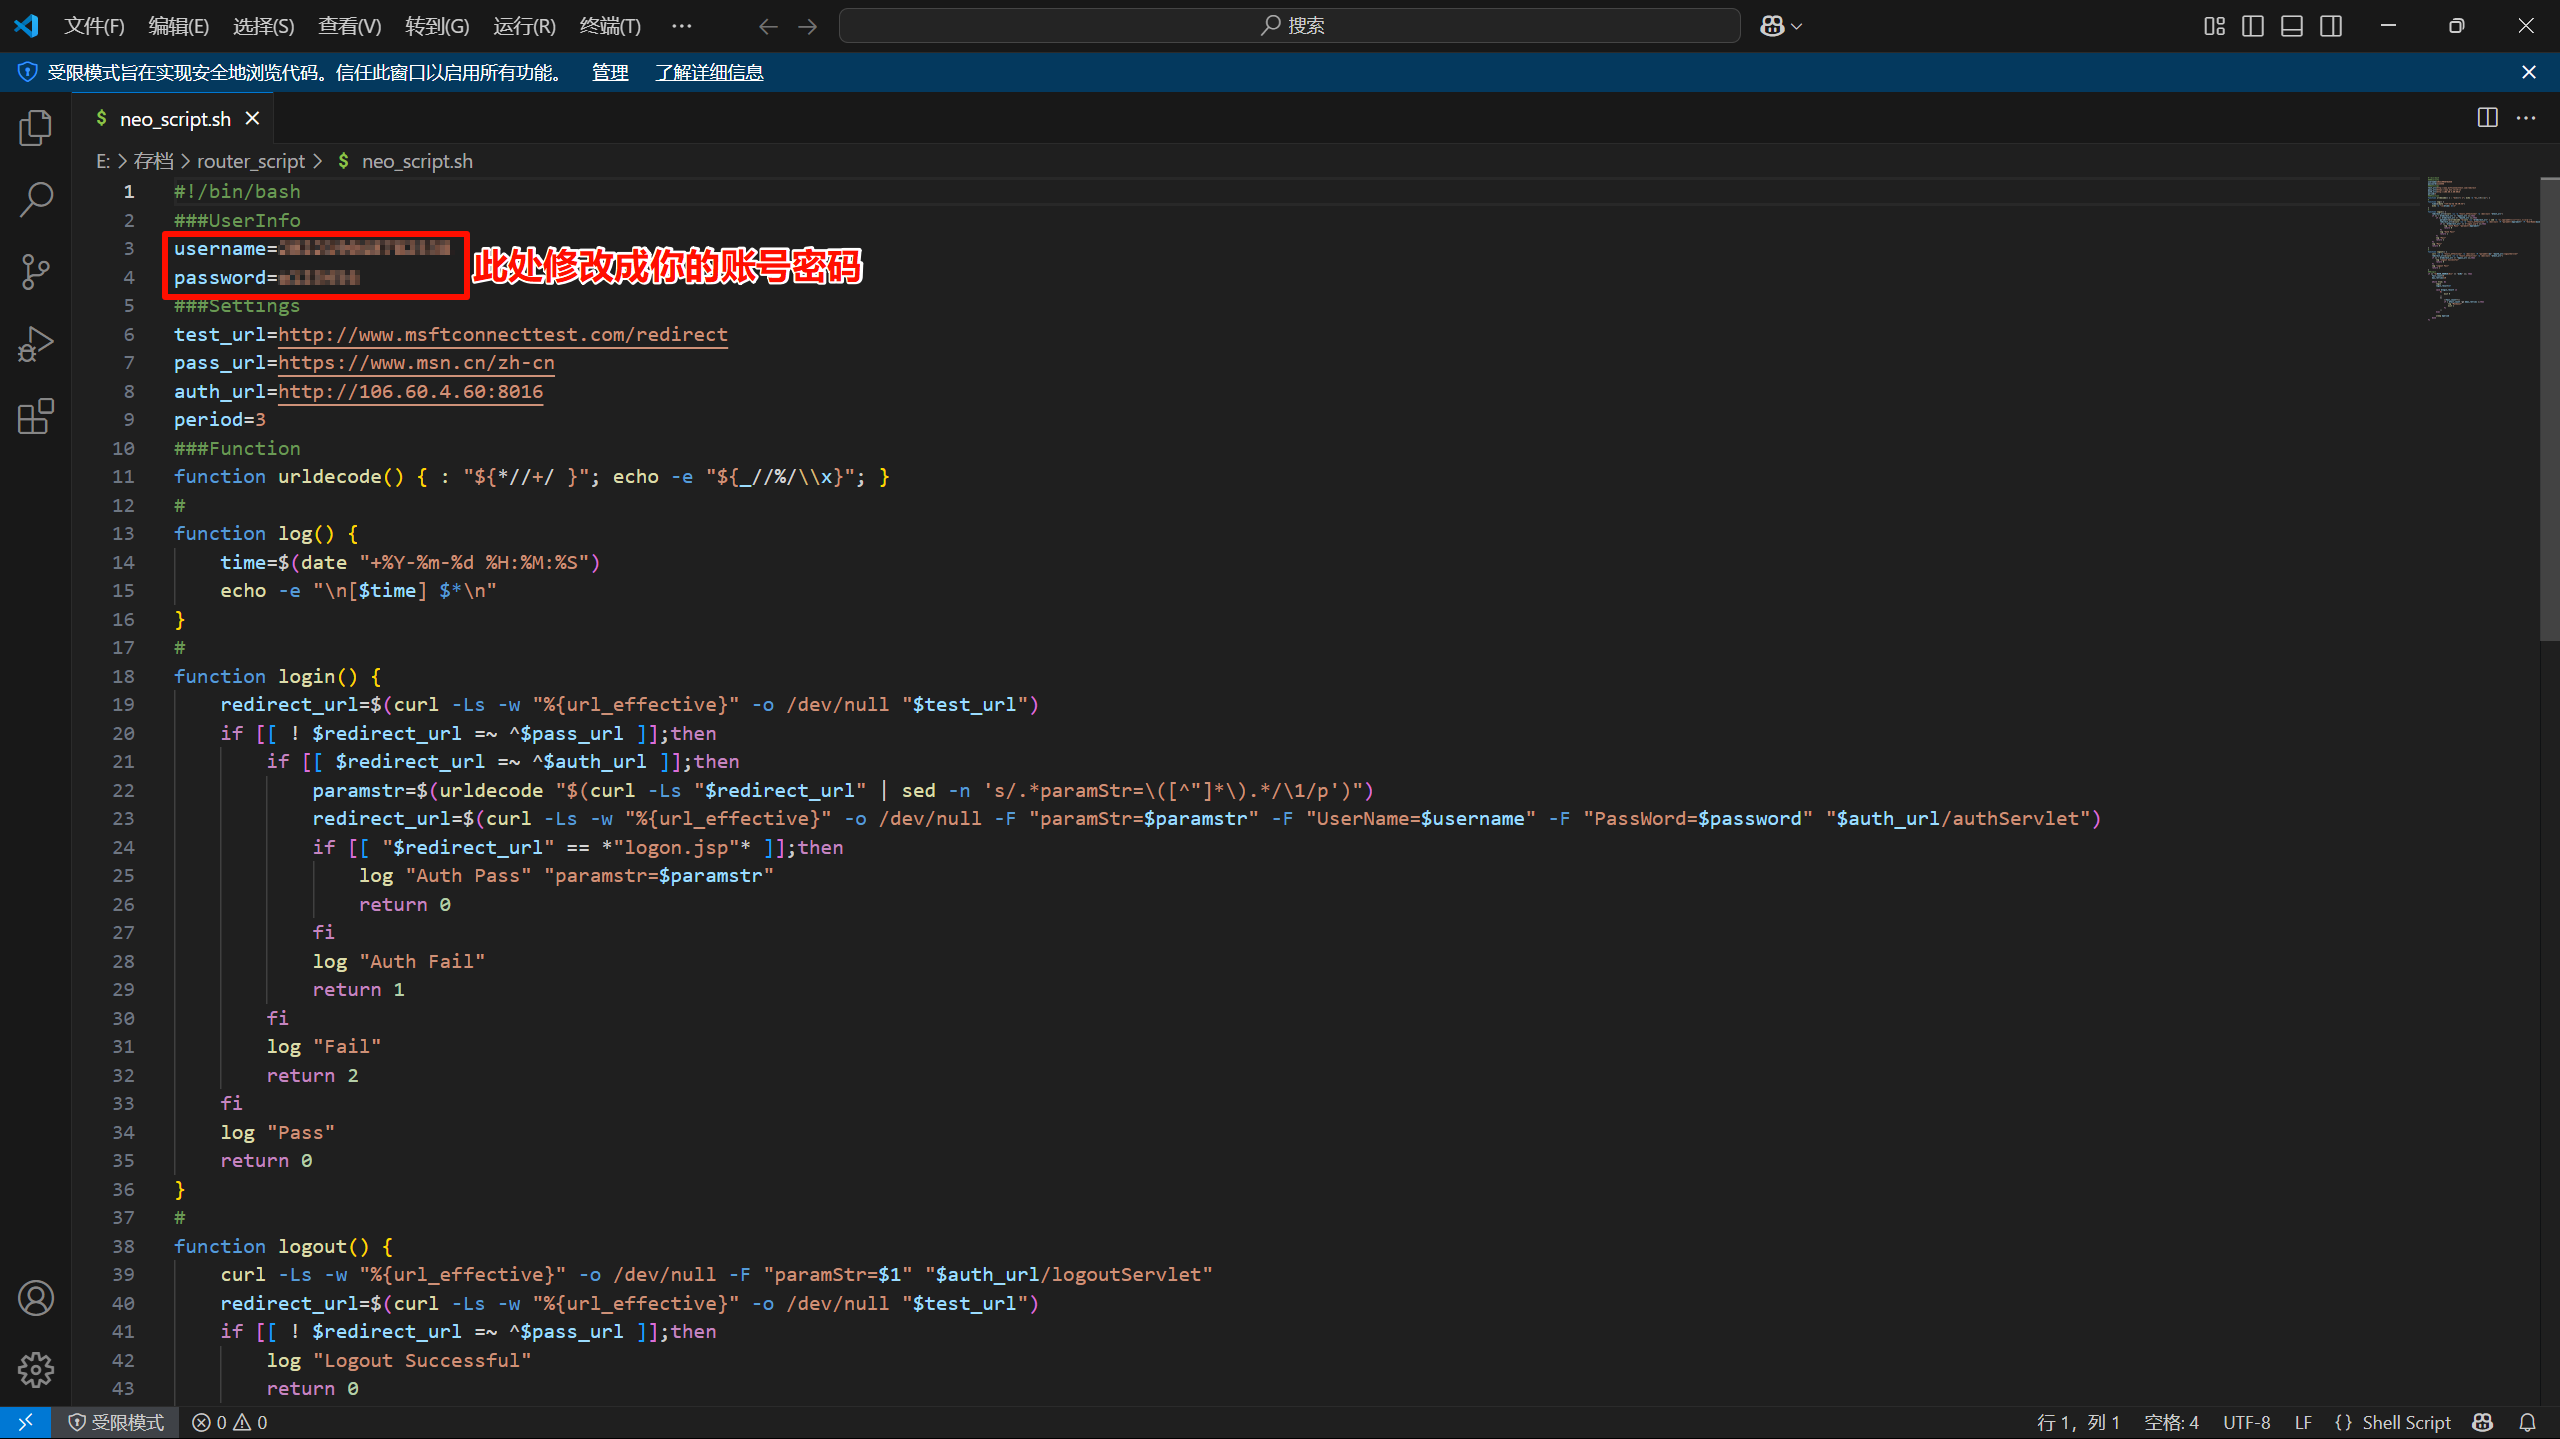 文件(F) 编辑(E) 选择(S) 查看(V) 转到(G) 运行(R) 终端(T) ··· 搜索
受限模式旨在实现安全地浏览代码。信任此窗口以启用所有功能。 管理 了解详细信息
$ neo_script.sh
E: > 存档 > router_script > $ neo_script.sh
1 #!/bin/bash
2 ###UserInfo
3 username=
4 password=
此处修改成你的账号密码
5 ###Settings
6 test_url=http://www.msftconnecttest.com/redirect
7 pass_url=https://www.msn.cn/zh-cn
8 auth_url=http://106.60.4.60:8016
9 period=3
10 ###Function
11 function urldecode() { : "${*//+/ }"; echo -e "${_//%/\\x}"; }
12 #
13 function log() {
14     time=$(date "+%Y-%m-%d %H:%M:%S")
15     echo -e "\n[$time] $*\n"
16 }
17 #
18 function login() {
19     redirect_url=$(curl -Ls -w "%{url_effective}" -o /dev/null "$test_url")
20     if [[ ! $redirect_url =~ ^$pass_url ]];then
21         if [[ $redirect_url =~ ^$auth_url ]];then
22             paramstr=$(urldecode "$(curl -Ls "$redirect_url" | sed -n 's/.*paramStr=\([^"]*\).*/\1/p')")
23             redirect_url=$(curl -Ls -w "%{url_effective}" -o /dev/null -F "paramStr=$paramstr" -F "UserName=$username" -F "PassWord=$password" "$auth_url/authServlet")
24             if [[ "$redirect_url" == *"logon.jsp"* ]];then
25                 log "Auth Pass" "paramstr=$paramstr"
26                 return 0
27             fi
28             log "Auth Fail"
29             return 1
30         fi
31         log "Fail"
32         return 2
33     fi
34     log "Pass"
35     return 0
36 }
37 #
38 function logout() {
39     curl -Ls -w "%{url_effective}" -o /dev/null -F "paramStr=$1" "$auth_url/logoutServlet"
40     redirect_url=$(curl -Ls -w "%{url_effective}" -o /dev/null "$test_url")
41     if [[ ! $redirect_url =~ ^$pass_url ]];then
42         log "Logout Successful"
43         return 0
受限模式 0 0 行 1，列 1 空格: 4 UTF-8 LF {} Shell Script